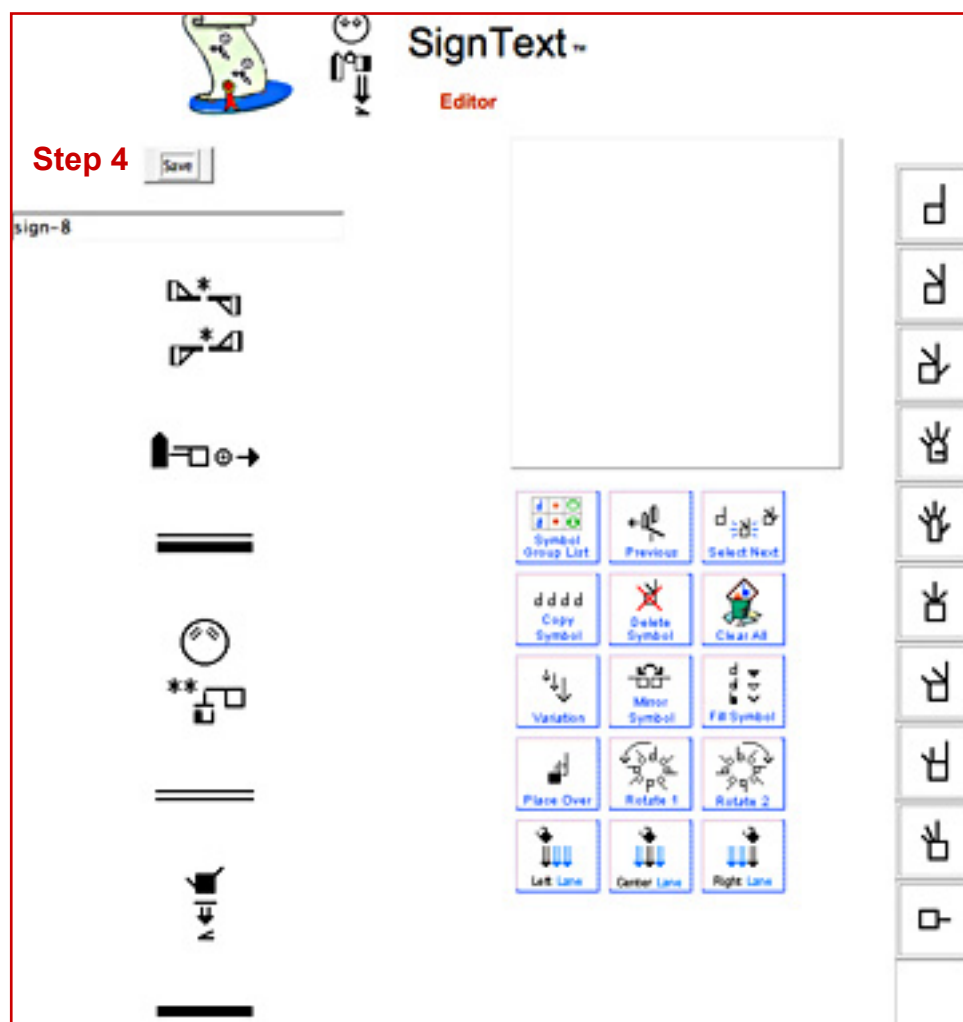 SignText™
Editor
Step 4
Save
sign-8
Symbol Group List
Previous
Select Next
d d d d
Copy Symbol
Delete Symbol
Clear All
Variation
Mirror Symbol
Fill Symbol
Place Over
Rotate 1
Rotate 2
Left Lane
Center Lane
Right Lane